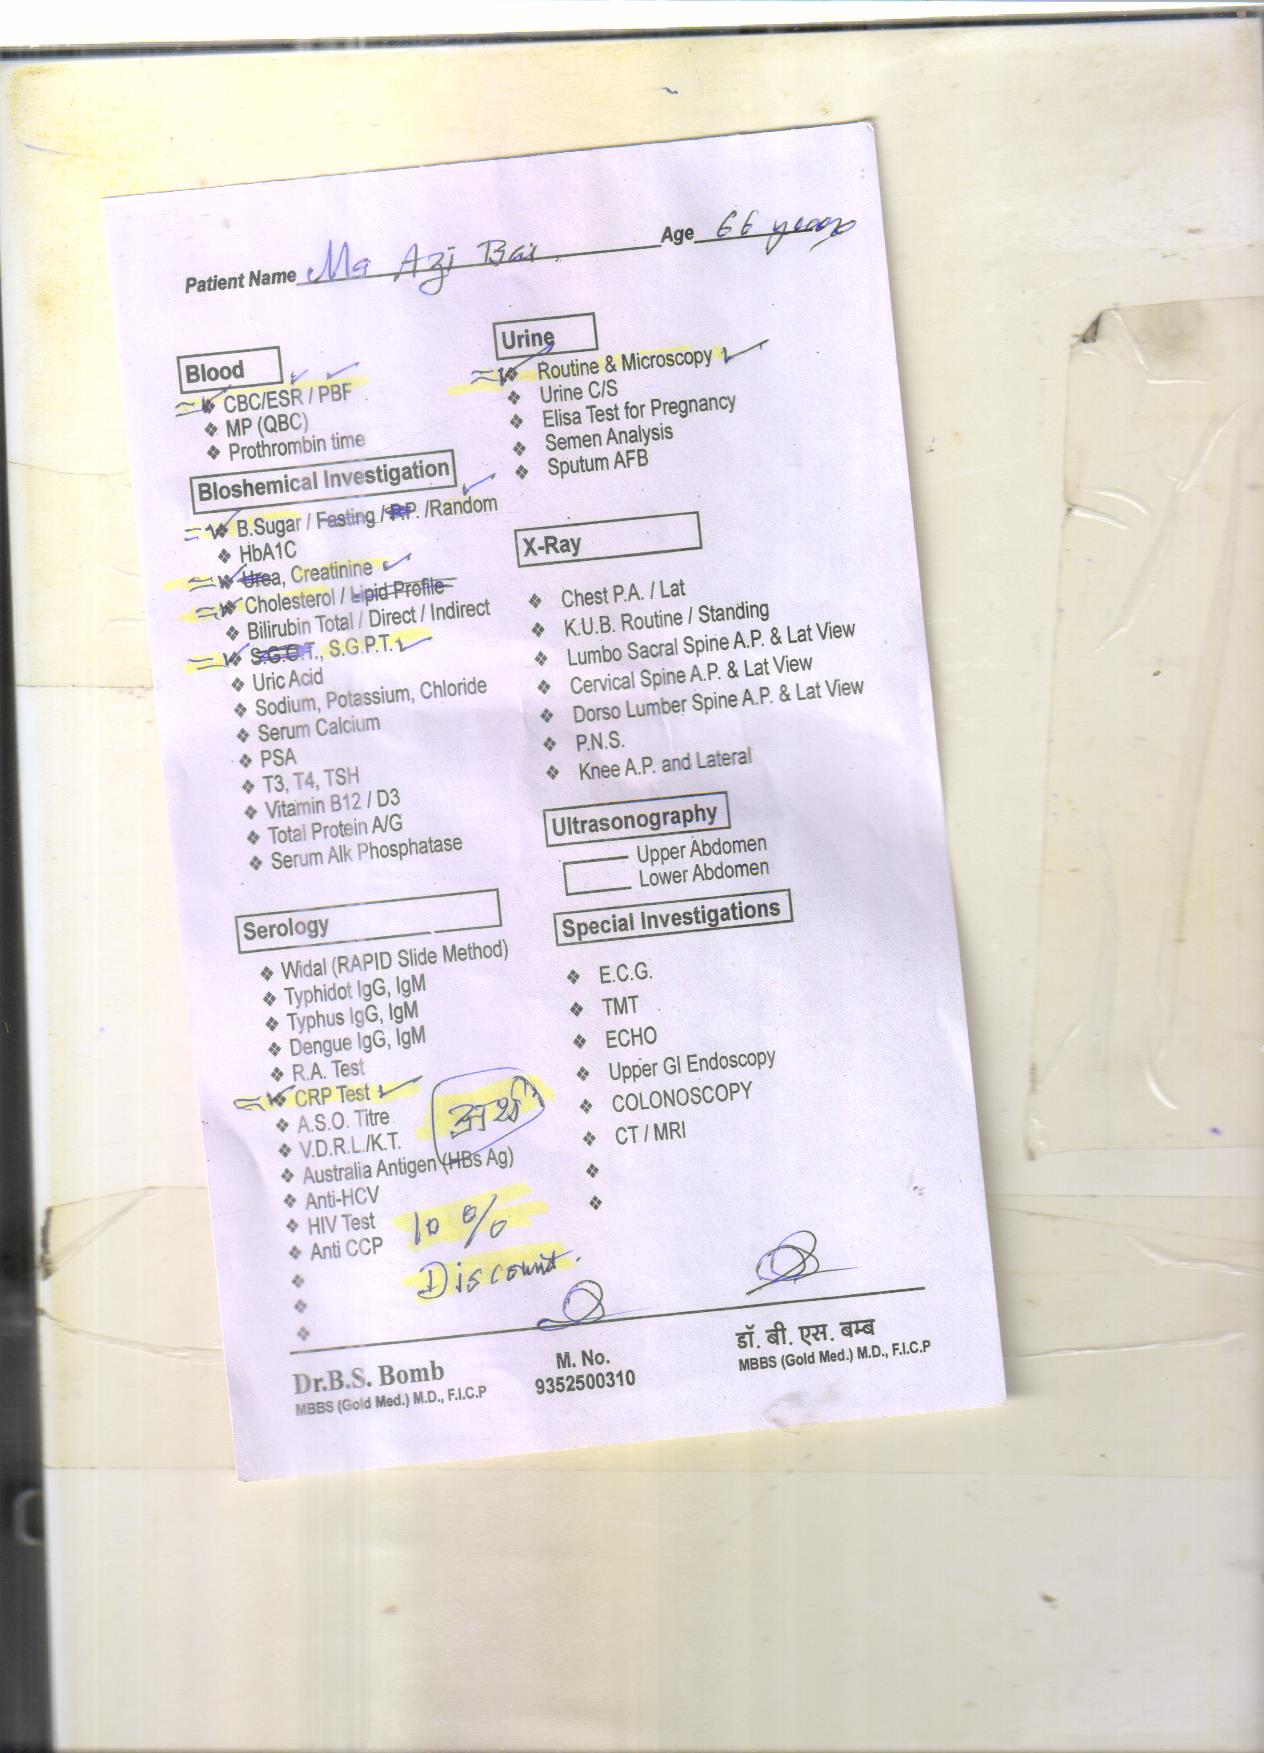 Patient Name Ms Azi Bai Age 66 years
Blood
CBC/ESR / PBF
MP (QBC)
Prothrombin time
Bloshemical Investigation
B.Sugar / Fasting / P.P. /Random
HbA1C
Urea, Creatinine
Cholesterol / Lipid Profile
Bilirubin Total / Direct / Indirect
S.G.O.T., S.G.P.T.
Uric Acid
Sodium, Potassium, Chloride
Serum Calcium
PSA
T3, T4, TSH
Vitamin B12 / D3
Total Protein A/G
Serum Alk Phosphatase
Serology
Widal (RAPID Slide Method)
Typhidot IgG, IgM
Typhus IgG, IgM
Dengue IgG, IgM
R.A. Test
CRP Test
A.S.O. Titre
V.D.R.L./K.T.
Australia Antigen (HBs Ag)
Anti-HCV
HIV Test
Anti CCP
10 %
Discount.
Urine
Routine & Microscopy
Urine C/S
Elisa Test for Pregnancy
Semen Analysis
Sputum AFB
X-Ray
Chest P.A. / Lat
K.U.B. Routine / Standing
Lumbo Sacral Spine A.P. & Lat View
Cervical Spine A.P. & Lat View
Dorso Lumber Spine A.P. & Lat View
P.N.S.
Knee A.P. and Lateral
Ultrasonography
Upper Abdomen
Lower Abdomen
Special Investigations
E.C.G.
TMT
ECHO
Upper GI Endoscopy
COLONOSCOPY
CT / MRI
Dr.B.S. Bomb
MBBS (Gold Med.) M.D., F.I.C.P
M. No.
9352500310
डॉ. बी. एस. बम्ब
MBBS (Gold Med.) M.D., F.I.C.P